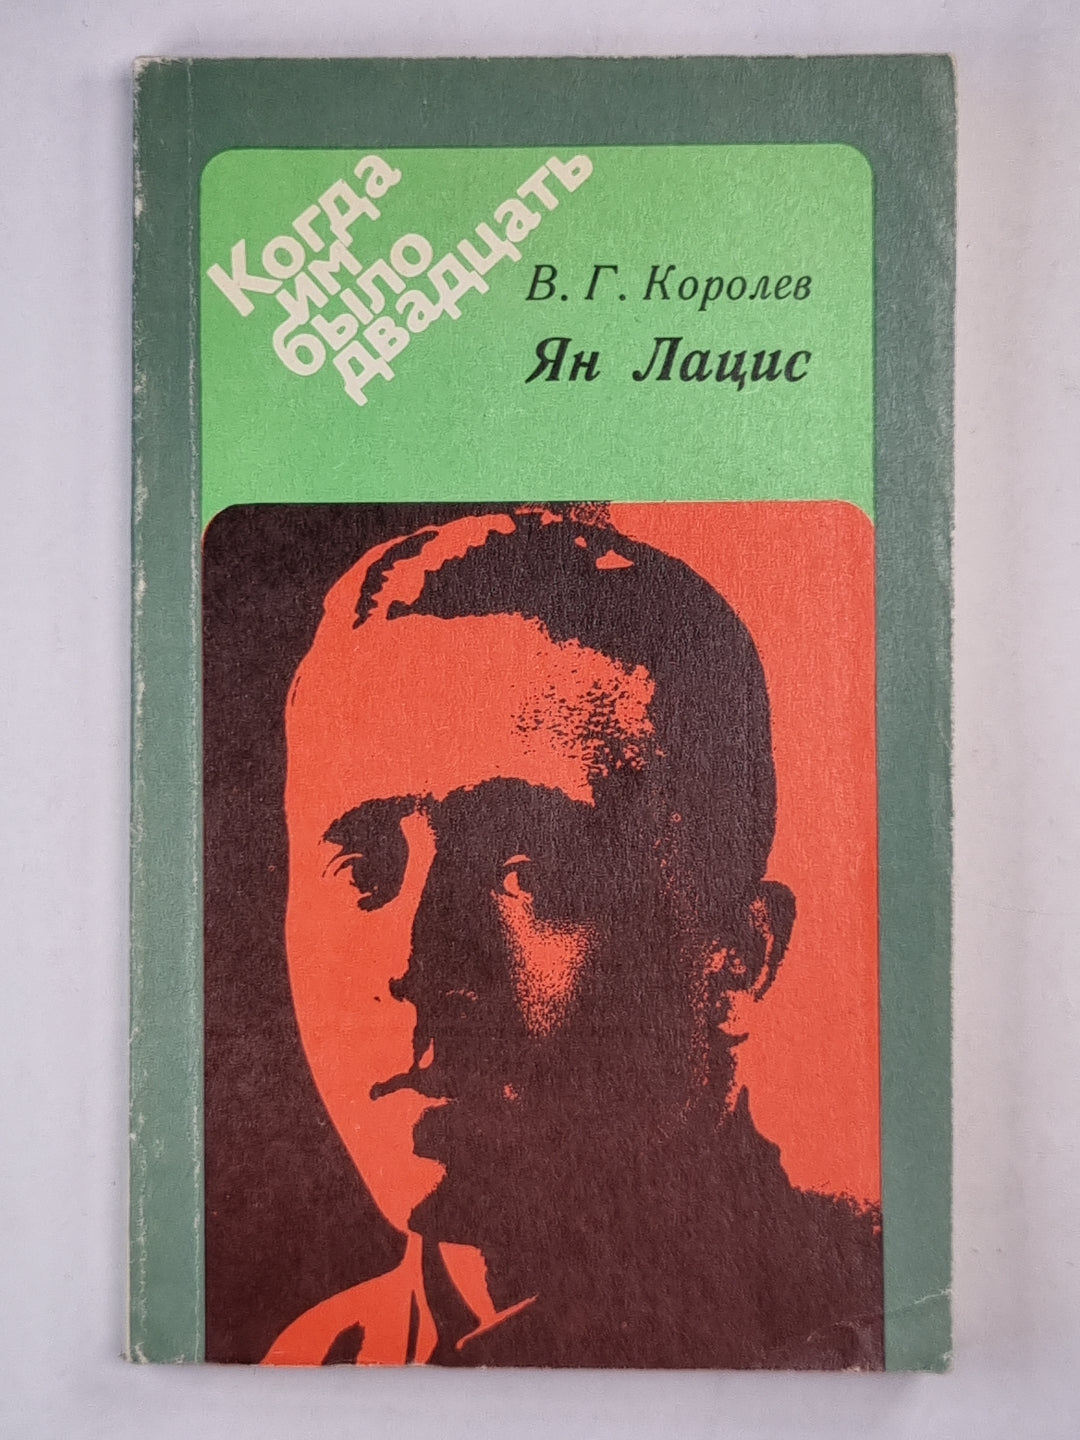 Когда
им
было
двадцать
В. Г. Королев
Ян Лацис